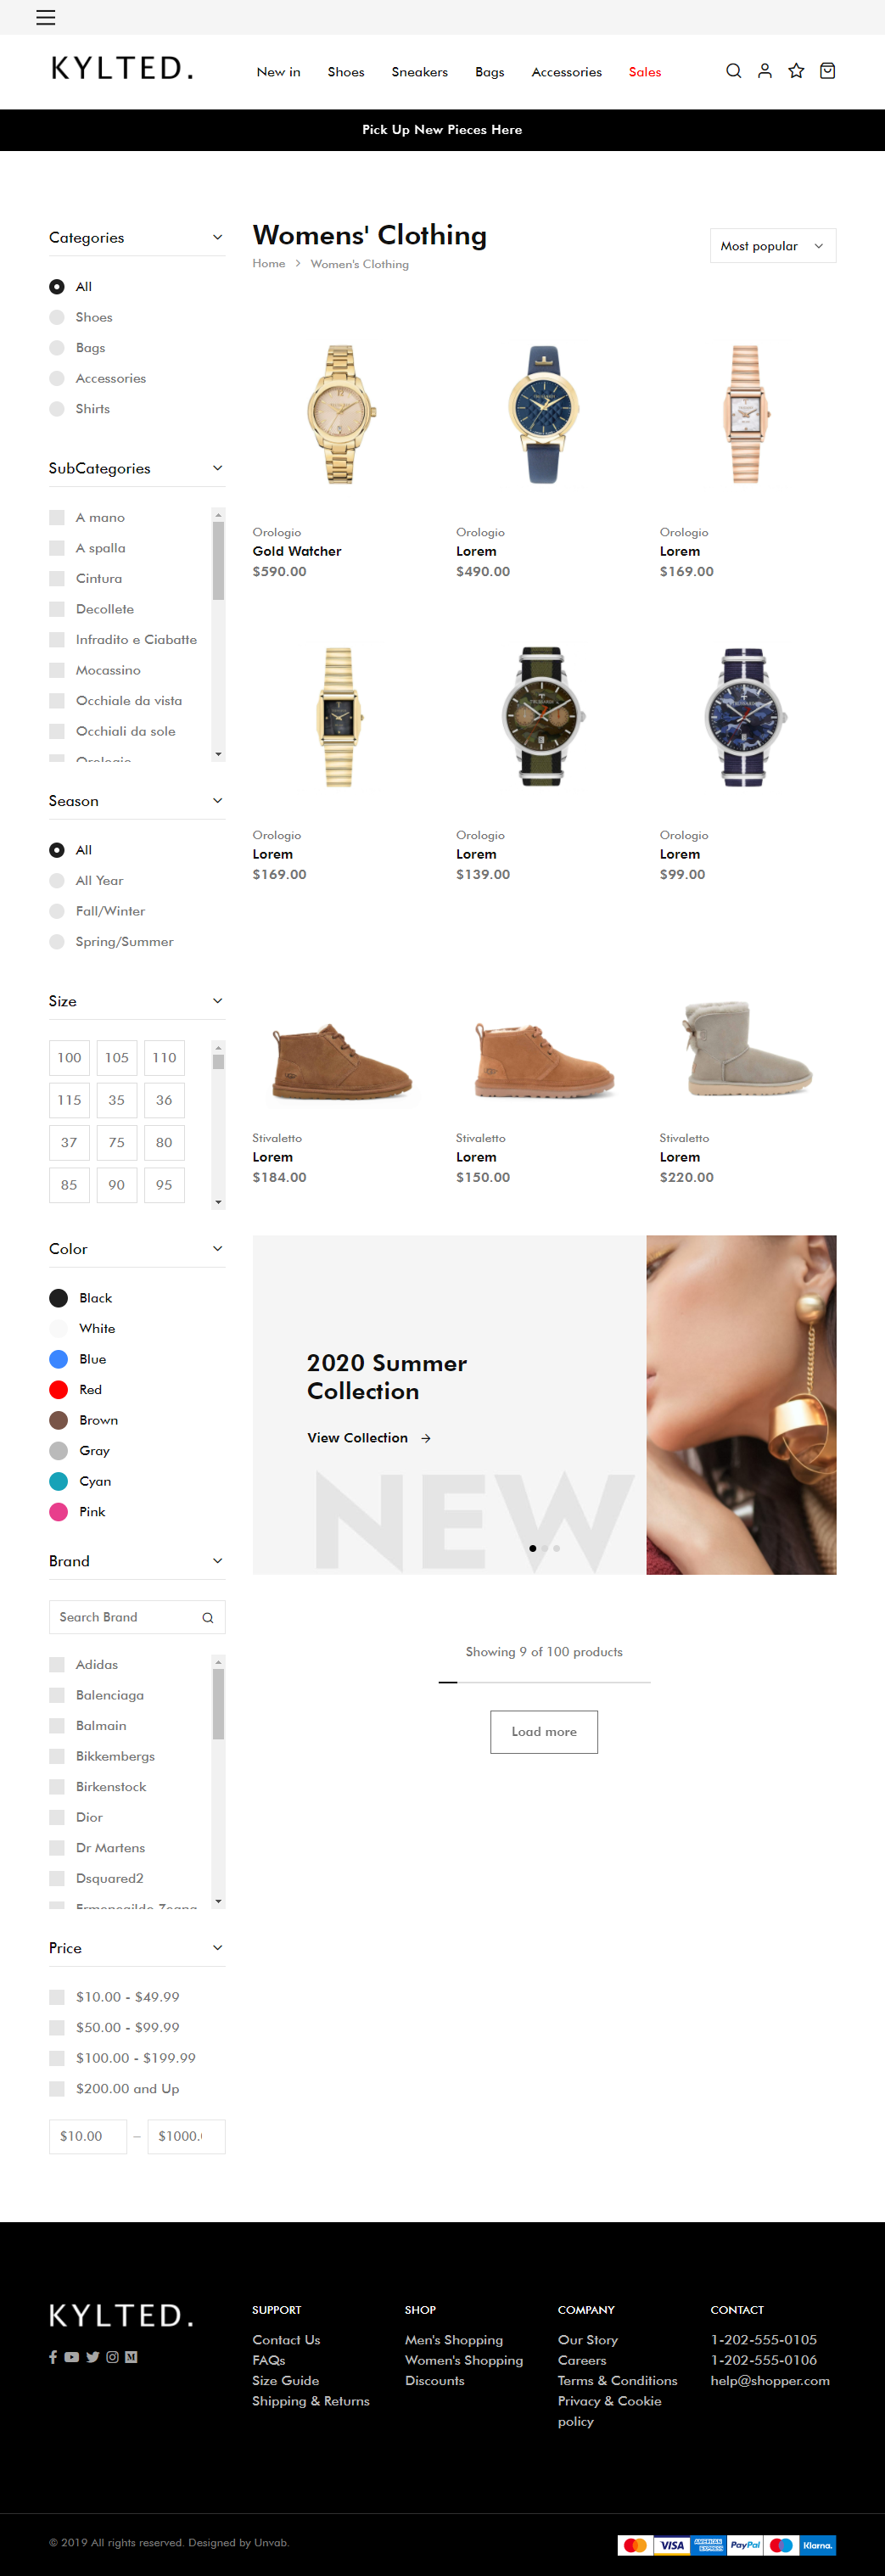 KYLTED.
New in
Shoes
Sneakers
Bags
Accessories
Sales
Pick Up New Pieces Here
Categories
All
Shoes
Bags
Accessories
Shirts
SubCategories
A mano
A spalla
Cintura
Decollete
Infradito e Ciabatte
Mocassino
Occhiale da vista
Occhiali da sole
Orologio
Season
All
All Year
Fall/Winter
Spring/Summer
Size
100 105 110
115 35 36
37 75 80
85 90 95
Color
Black
White
Blue
Red
Brown
Gray
Cyan
Pink
Brand
Search Brand
Adidas
Balenciaga
Balmain
Bikkembergs
Birkenstock
Dior
Dr Martens
Dsquared2
Price
$10.00 - $49.99
$50.00 - $99.99
$100.00 - $199.99
$200.00 and Up
$10.00 – $1000.
Womens' Clothing
Home > Women's Clothing
Most popular
Orologio
Gold Watcher
$590.00
Orologio
Lorem
$490.00
Orologio
Lorem
$169.00
Orologio
Lorem
$169.00
Orologio
Lorem
$139.00
Orologio
Lorem
$99.00
Stivaletto
Lorem
$184.00
Stivaletto
Lorem
$150.00
Stivaletto
Lorem
$220.00
2020 Summer
Collection
View Collection →
NEW
Showing 9 of 100 products
Load more
KYLTED.
SUPPORT
Contact Us
FAQs
Size Guide
Shipping & Returns
SHOP
Men's Shopping
Women's Shopping
Discounts
COMPANY
Our Story
Careers
Terms & Conditions
Privacy & Cookie
policy
CONTACT
1-202-555-0105
1-202-555-0106
help@shopper.com
© 2019 All rights reserved. Designed by Unvab.
VISA
AMERICAN
EXPRESS
PayPal
Klarna.